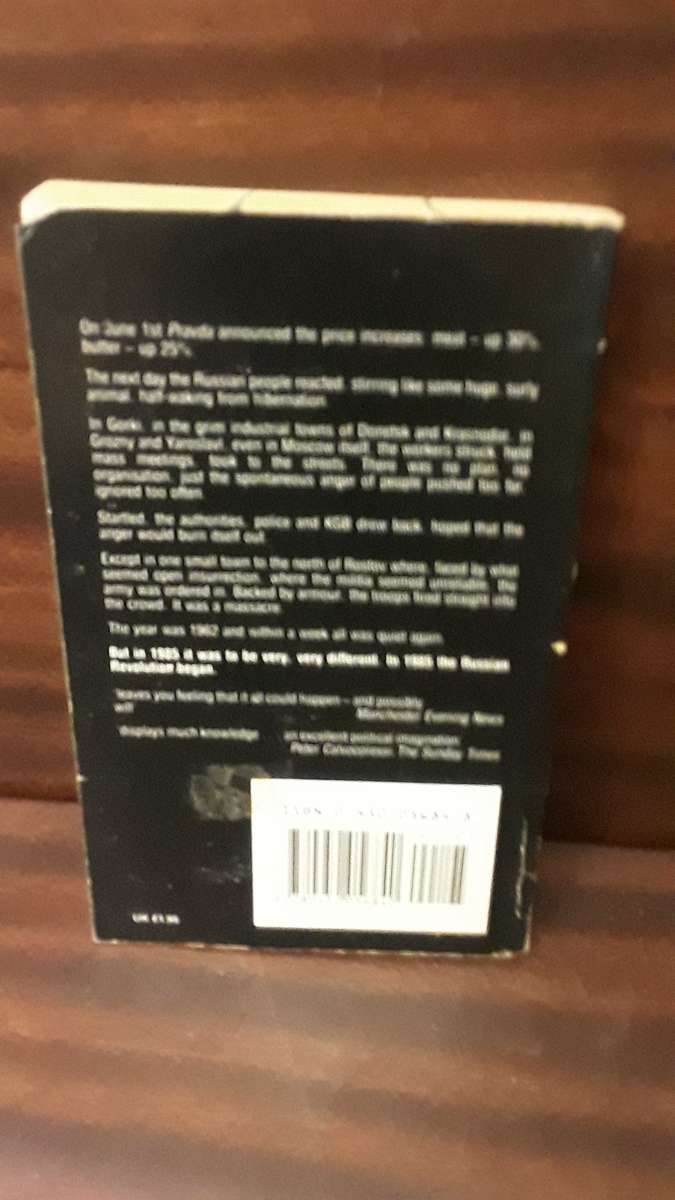 On June 1st Pravda announced the price increases: meat – up 30%,
butter – up 25%.
The next day the Russian people reacted, stirring like some huge, surly
animal, half-waking from hibernation.
In Gorki, in the grim industrial towns of Donetsk and Krasnodar, in
Grozny and Yaroslavl, even in Moscow itself, the workers struck, held
mass meetings, took to the streets. There was no plan, no
organisation, just the spontaneous anger of people pushed too far,
ignored too often.
Startled, the authorities, police and KGB drew back, hoped that the
anger would burn itself out.
Except in one small town to the north of Rostov where, faced by what
seemed open insurrection, where the militia seemed unreliable, the
army was ordered in. Backed by armour, the troops fired straight into
the crowd. It was a massacre.
The year was 1962 and within a week all was quiet again.
But in 1985 it was to be very, very different. In 1985 the Russian
Revolution began.
'leaves you feeling that it all could happen – and possibly
will'
Manchester Evening News
'displays much knowledge an excellent political imagination'
Peter The Sunday Times
ISBN 0
UK £1.95